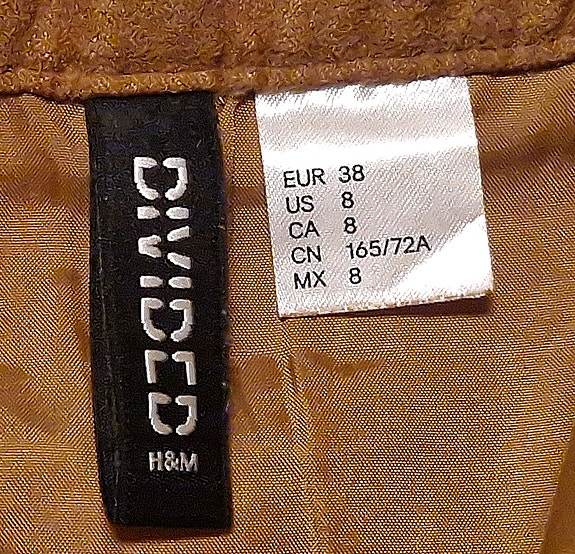 DIVIDED
H&M
EUR 38
US 8
CA 8
CN 165/72A
MX 8